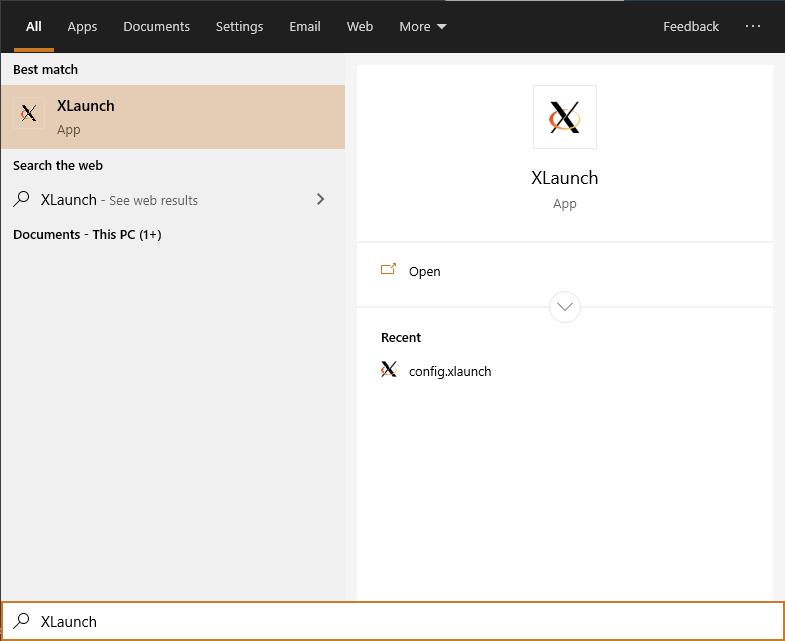 All Apps Documents Settings Email Web More Feedback ...
Best match
XLaunch
App
Search the web
XLaunch - See web results
Documents - This PC (1+)
XLaunch
App
Open
Recent
config.xlaunch
XLaunch